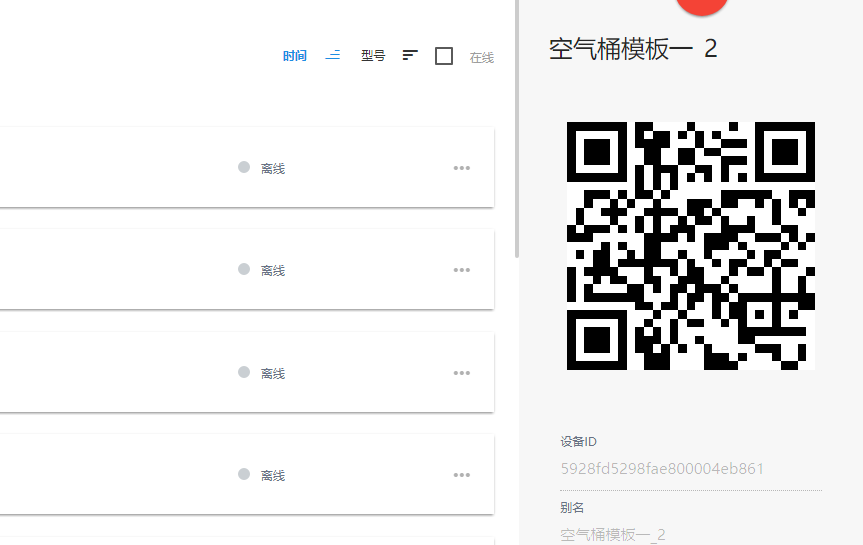 时间 型号 在线
离线
离线
离线
离线
空气桶模板一 2
设备ID
5928fd5298fae800004eb861
别名
空气桶模板一_2